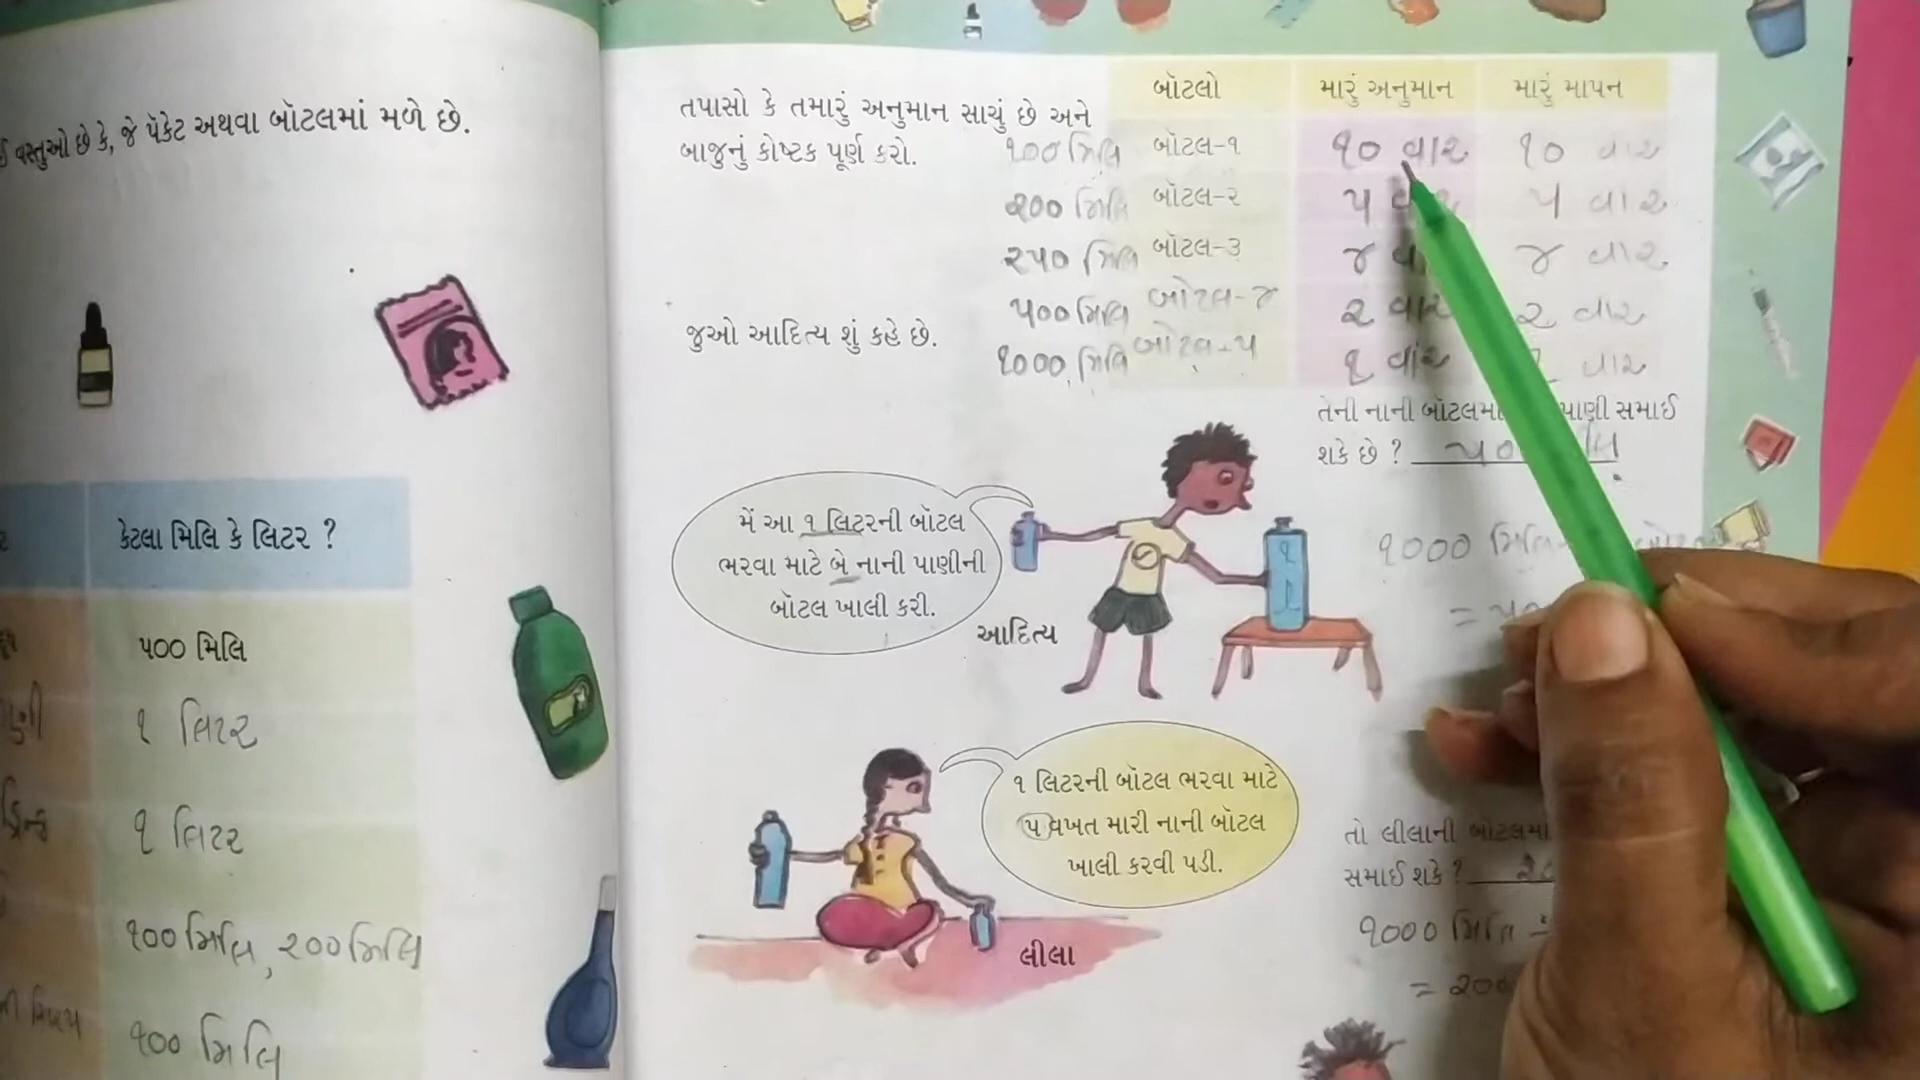 વસ્તુઓ છે કે, જે પૅકેટ અથવા બૉટલમાં મળે છે.
કેટલા મિલિ કે લિટર ?
૫૦૦ મિલિ
૧ લિટર
૧ લિટર
૧૦૦ મિલિ, ૨૦૦ મિલિ
૧૦૦ મિલિ
તપાસો કે તમારું અનુમાન સાચું છે અને
બાજુનું કોષ્ટક પૂર્ણ કરો.
બૉટલો મારું અનુમાન મારું માપન
૧૦૦ મિલિ બૉટલ-૧ ૧૦ વાર ૧૦ વાર
૨૦૦ મિલિ બૉટલ-૨ ૫ ૫ વાર
૨૫૦ મિલિ બૉટલ-૩ ૪ ૪ વાર
૫૦૦ મિલિ બોટલ-૪ ૨ વાર ૨ વાર
૧૦૦૦ મિલિ બોટલ-૫ ૧ વાર વાર
જુઓ આદિત્ય શું કહે છે.
તેની નાની બૉટલમાં પાણી સમાઈ
શકે છે ?
મેં આ ૧ લિટરની બૉટલ
ભરવા માટે બે નાની પાણીની
બૉટલ ખાલી કરી.
આદિત્ય
૧૦૦૦ મિલિ
૧ લિટરની બૉટલ ભરવા માટે
૫ વખત મારી નાની બૉટલ
ખાલી કરવી પડી.
લીલા
તો લીલાની બોટલમાં
સમાઈ શકે ?
૧૦૦૦ મિલિ ÷
= ૨૦૦